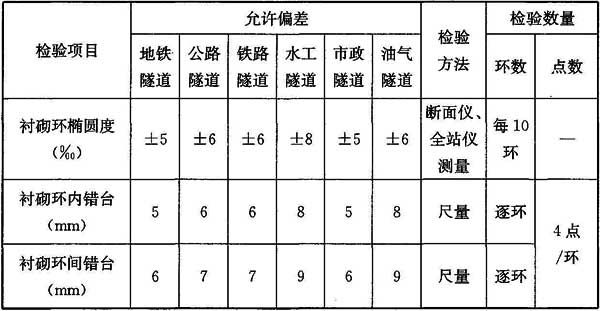 检验项目 允许偏差 检验方法 检验数量
地铁隧道 公路隧道 铁路隧道 水工隧道 市政隧道 油气隧道 环数 点数
衬砌环椭圆度(‰) ±5 ±6 ±6 ±8 ±5 ±6 断面仪、全站仪测量 每10环 —
衬砌环内错台(mm) 5 6 6 8 5 8 尺量 逐环 4点/环
衬砌环间错台(mm) 6 7 7 9 6 9 尺量 逐环